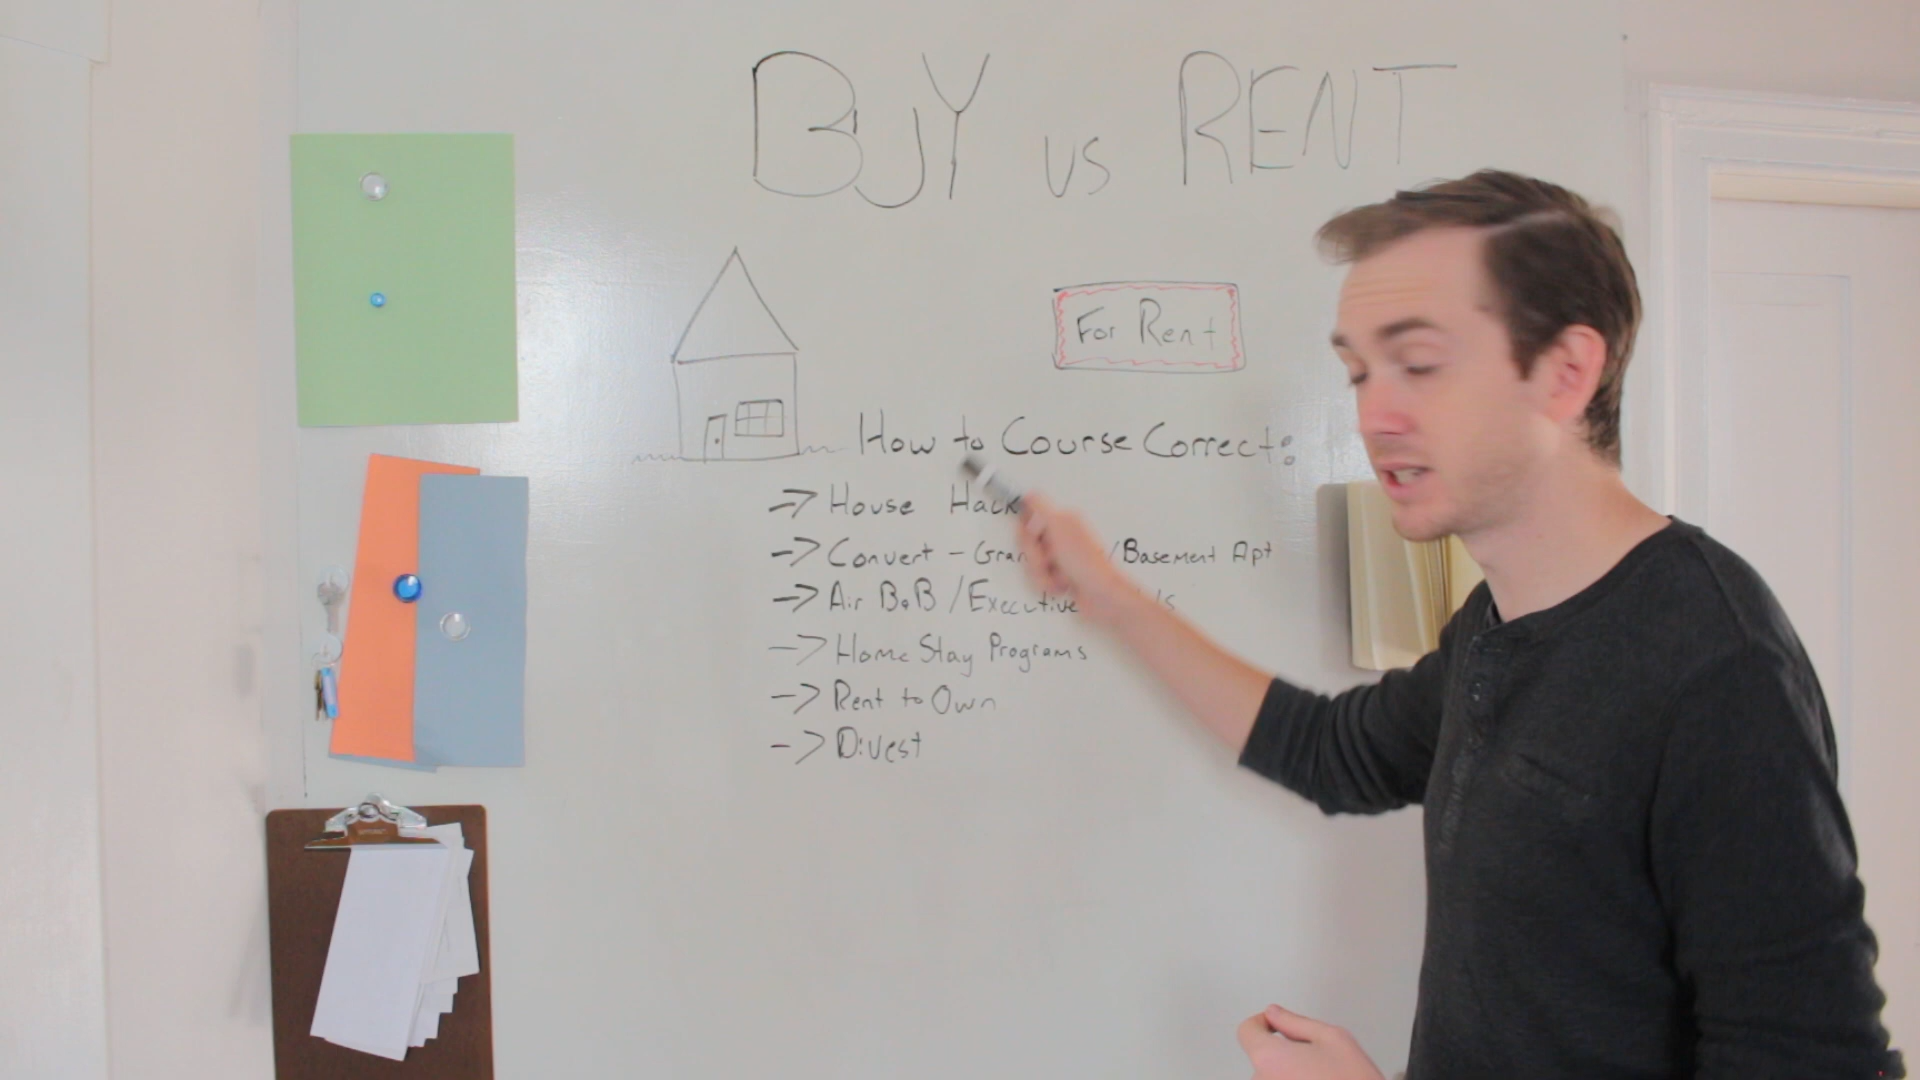 BUY vs RENT
For Rent
How to Course Correct:
-> House Hack
-> Convert - Gran /Basement Apt
-> Air B&B / Executive
-> Home Stay Programs
-> Rent to Own
-> Divest